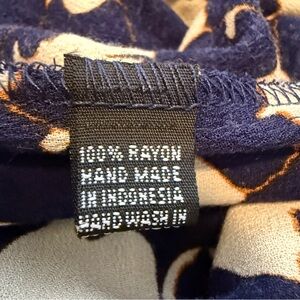 100% RAYON
HAND MADE
IN INDONESIA
HAND WASH IN